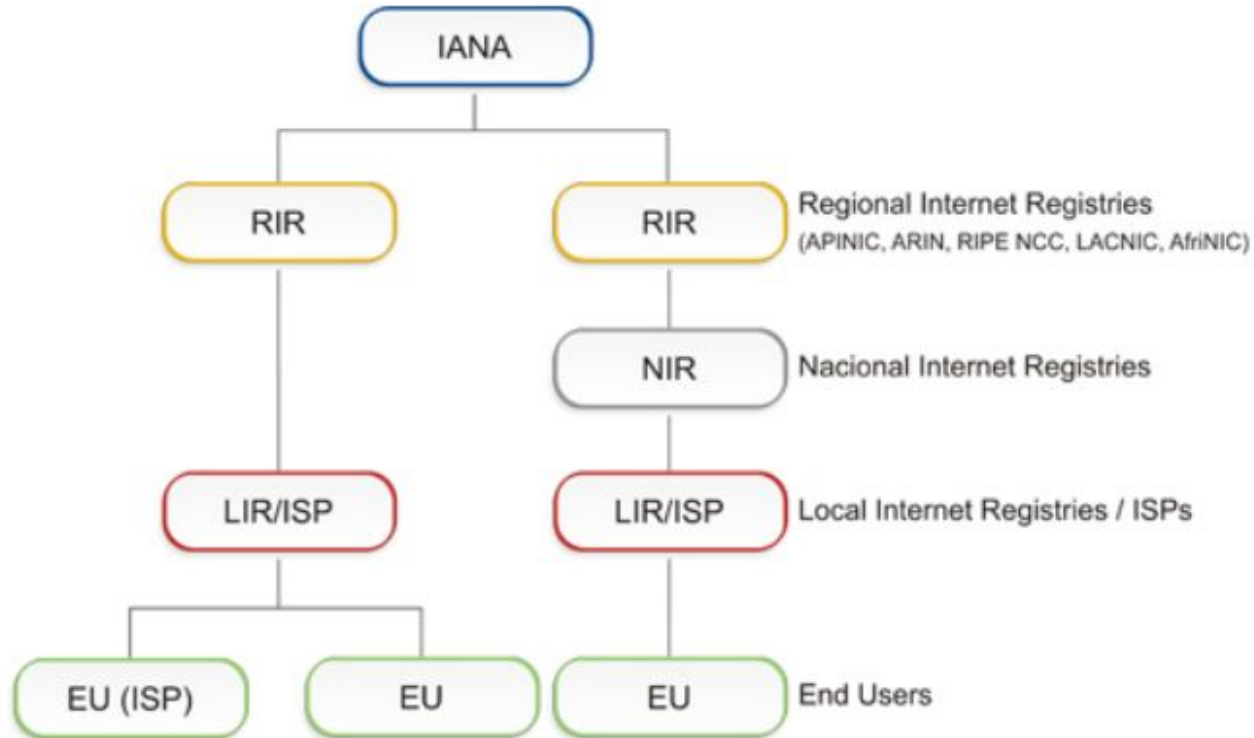 IANA
RIR
RIR
Regional Internet Registries
(APINIC, ARIN, RIPE NCC, LACNIC, AfriNIC)
NIR
Nacional Internet Registries
LIR/ISP
LIR/ISP
Local Internet Registries / ISPs
EU (ISP)
EU
EU
End Users